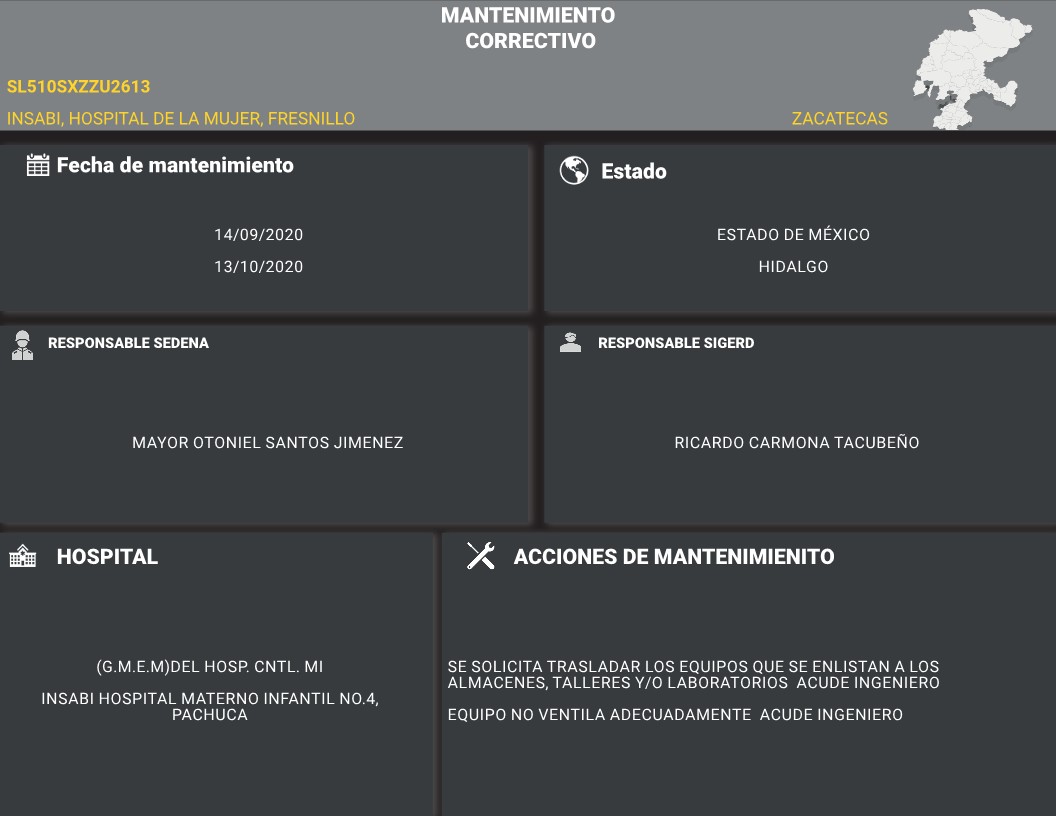 MANTENIMIENTO
CORRECTIVO
SL510SXZZU2613
INSABI, HOSPITAL DE LA MUJER, FRESNILLO
ZACATECAS
Fecha de mantenimiento
14/09/2020
13/10/2020
Estado
ESTADO DE MÉXICO
HIDALGO
RESPONSABLE SEDENA
MAYOR OTONIEL SANTOS JIMENEZ
RESPONSABLE SIGERD
RICARDO CARMONA TACUBEÑO
HOSPITAL
(G.M.E.M)DEL HOSP. CNTL. MI
INSABI HOSPITAL MATERNO INFANTIL NO.4,
PACHUCA
ACCIONES DE MANTENIMIENITO
SE SOLICITA TRASLADAR LOS EQUIPOS QUE SE ENLISTAN A LOS
ALMACENES, TALLERES Y/O LABORATORIOS  ACUDE INGENIERO
EQUIPO NO VENTILA ADECUADAMENTE  ACUDE INGENIERO